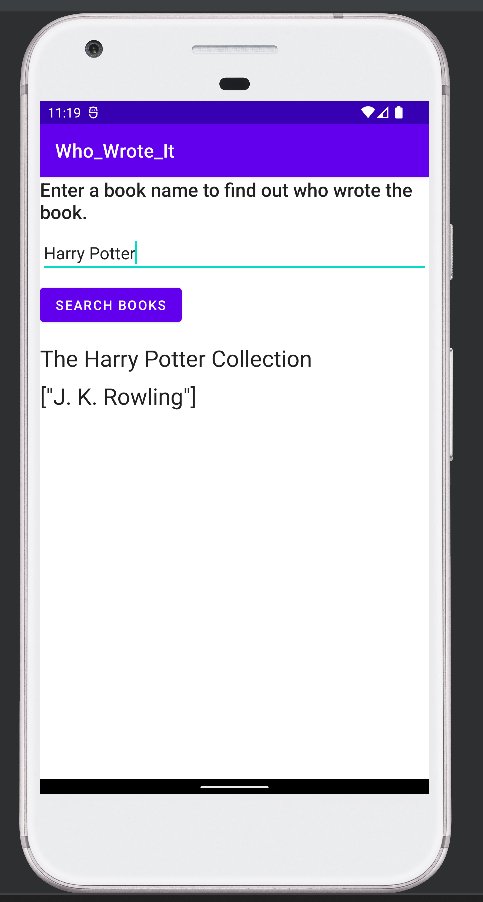 11:19
Who_Wrote_It
Enter a book name to find out who wrote the
book.
Harry Potter
SEARCH BOOKS
The Harry Potter Collection
["J. K. Rowling"]